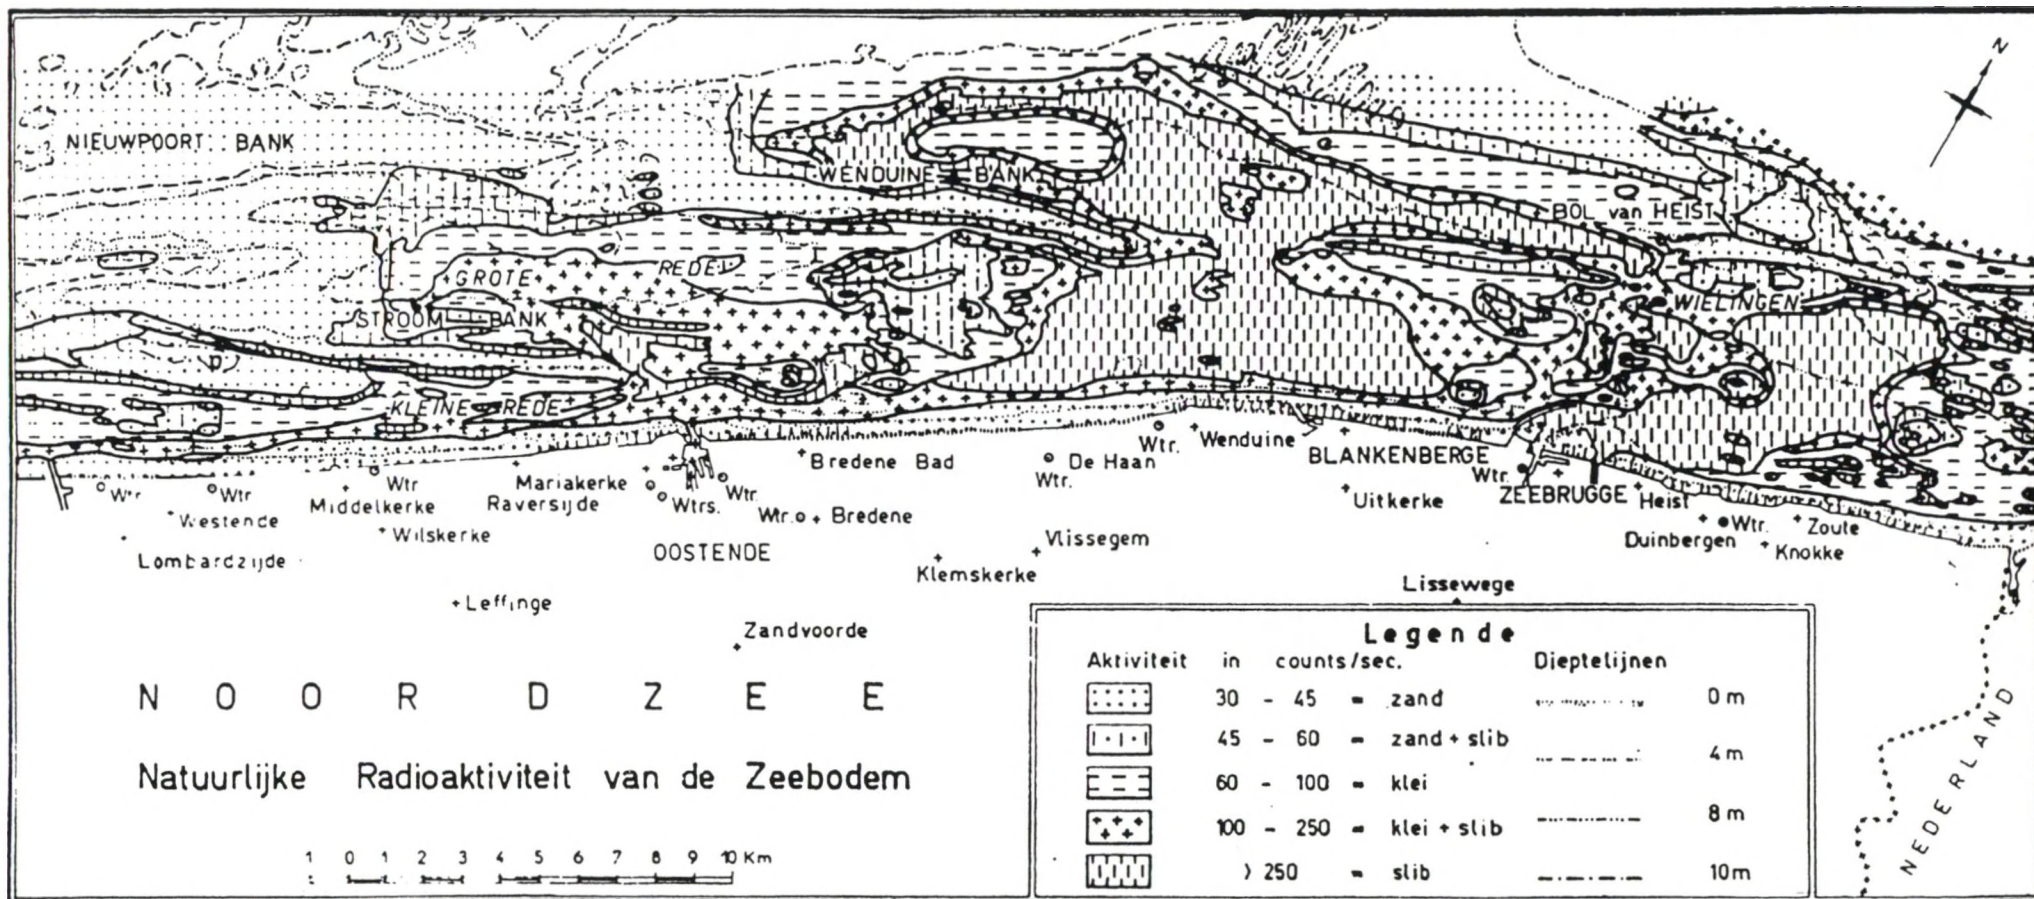 N
NIEUWPOORT BANK
WENDUINE BANK
BOL van HEIST
GROTE REDE
WIELINGEN
STROOM BANK
KLEINE REDE
Wtr. Wenduine
Bredene Bad
De Haan
Wtr.
BLANKENBERGE
Wtr.
ZEEBRUGGE
Heist
Uitkerke
Wtr
Westende
Wtr
Middelkerke
Wtr
Mariakerke
Raversijde
Wtrs.
Wtr.
Wtr. Bredene
Wilskerke
Duinbergen
Wtr.
Zoute
Knokke
Lombardzijde
OOSTENDE
Klemskerke
Vlissegem
Lissewege
Leffinge
Zandvoorde
NOORDZEE
Natuurlijke Radioaktiviteit van de Zeebodem
1 0 1 2 3 4 5 6 7 8 9 10 Km
Legende
Aktiviteit in counts/sec. Dieptelijnen
30 - 45 = zand 0 m
45 - 60 = zand + slib 4 m
60 - 100 = klei 8 m
100 - 250 = klei + slib
> 250 = slib 10 m
NEDERLAND